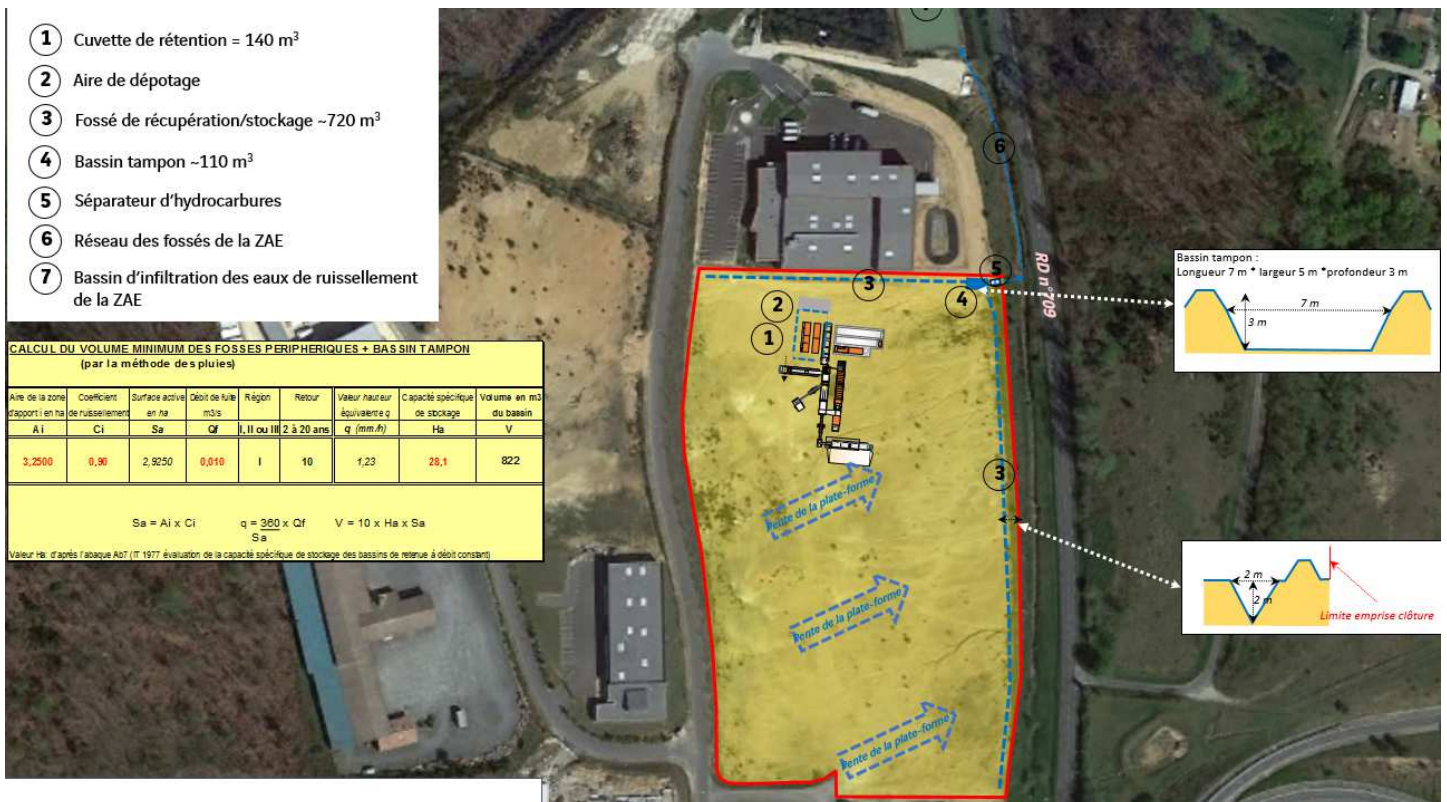 1 Cuvette de rétention = 140 m³
2 Aire de dépotage
3 Fossé de récupération/stockage ~720 m³
4 Bassin tampon ~110 m³
5 Séparateur d'hydrocarbures
6 Réseau des fossés de la ZAE
7 Bassin d'infiltration des eaux de ruissellement
de la ZAE
CALCUL DU VOLUME MINIMUM DES FOSSES PERIPHERIQUES + BASSIN TAMPON
(par la méthode des pluies)
Aire de la zone Coefficient Surface active Débit de fuite Région Retour Valeur hauteur Capacité spécifique Volume en m3
d'apport i en ha de ruissellement en ha m3/s équivalente q de stockage du bassin
Ai Ci Sa Qf I, II ou III 2 à 20 ans q (mm/h) Ha V
3,2500 0,90 2,9250 0,010 I 10 1,23 28,1 822
Sa = Ai x Ci q = 360 x Qf V = 10 x Ha x Sa
Sa
Valeur Ha: d'après l'abaque Ab7 (IT 1977 évaluation de la capacité spécifique de stockage des bassins de retenue à débit constant)
7
6
RD n°709
3
5
4
2
1
3
Pente de la plate-forme
Pente de la plate-forme
Pente de la plate-forme
Bassin tampon :
Longueur 7 m * largeur 5 m *profondeur 3 m
7 m
3 m
2 m
2 m
Limite emprise clôture